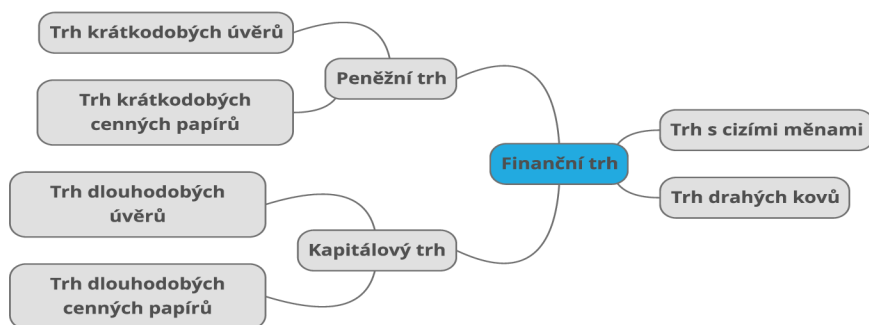 Trh krátkodobých úvěrů
Peněžní trh
Trh krátkodobých
cenných papírů
Trh s cizími měnami
Finanční trh
Trh dlouhodobých
úvěrů
Trh drahých kovů
Kapitálový trh
Trh dlouhodobých
cenných papírů